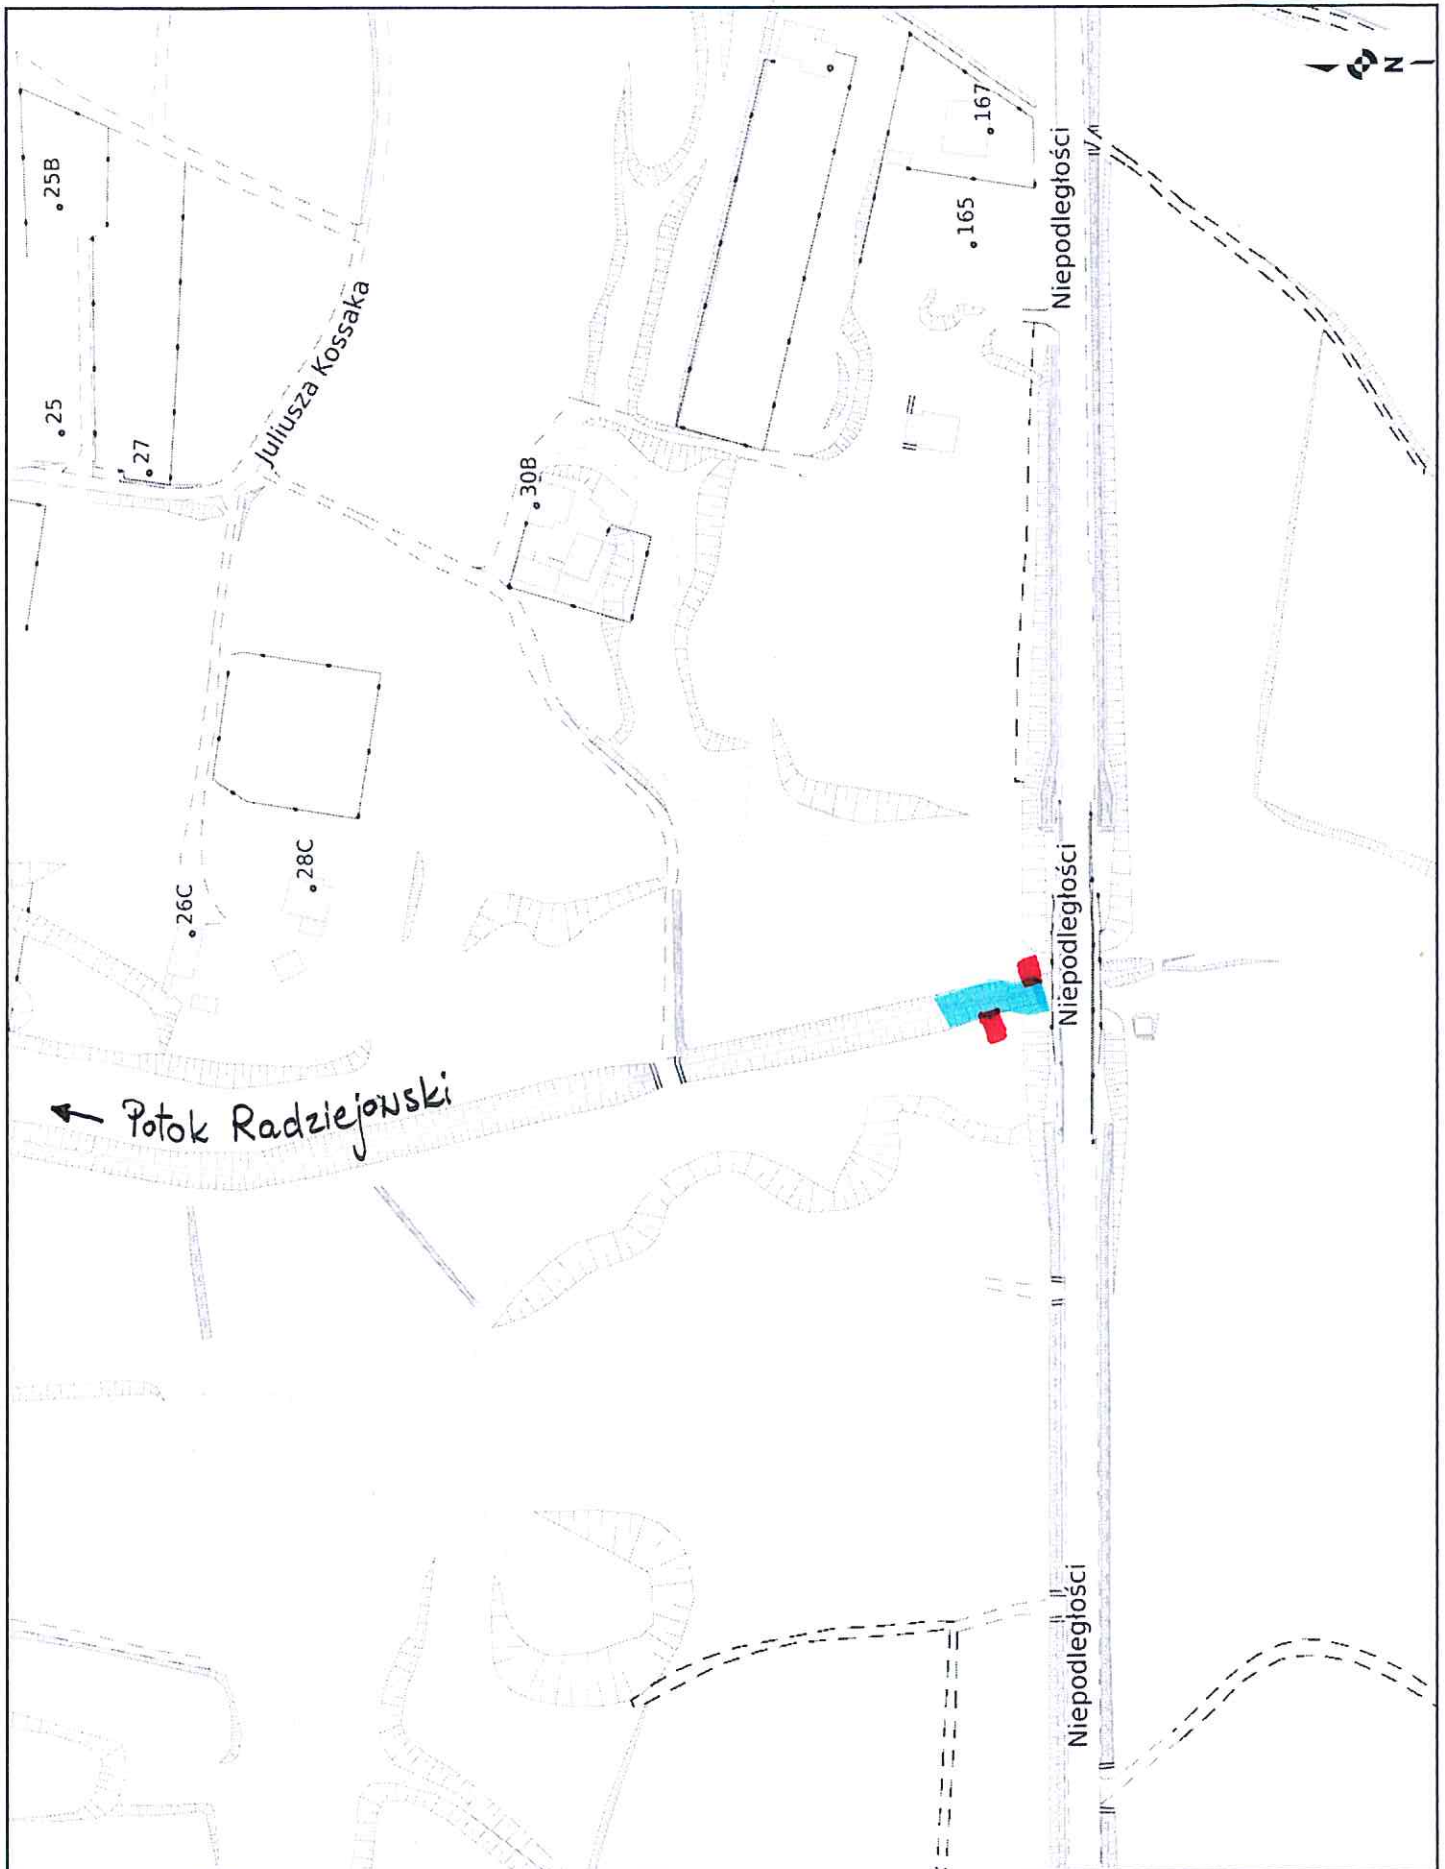 N
167
25B
165
Niepodległości
Juliusza Kossaka
25
27
30B
28C
26C
Niepodległości
Potok Radziejowski
Niepodległości